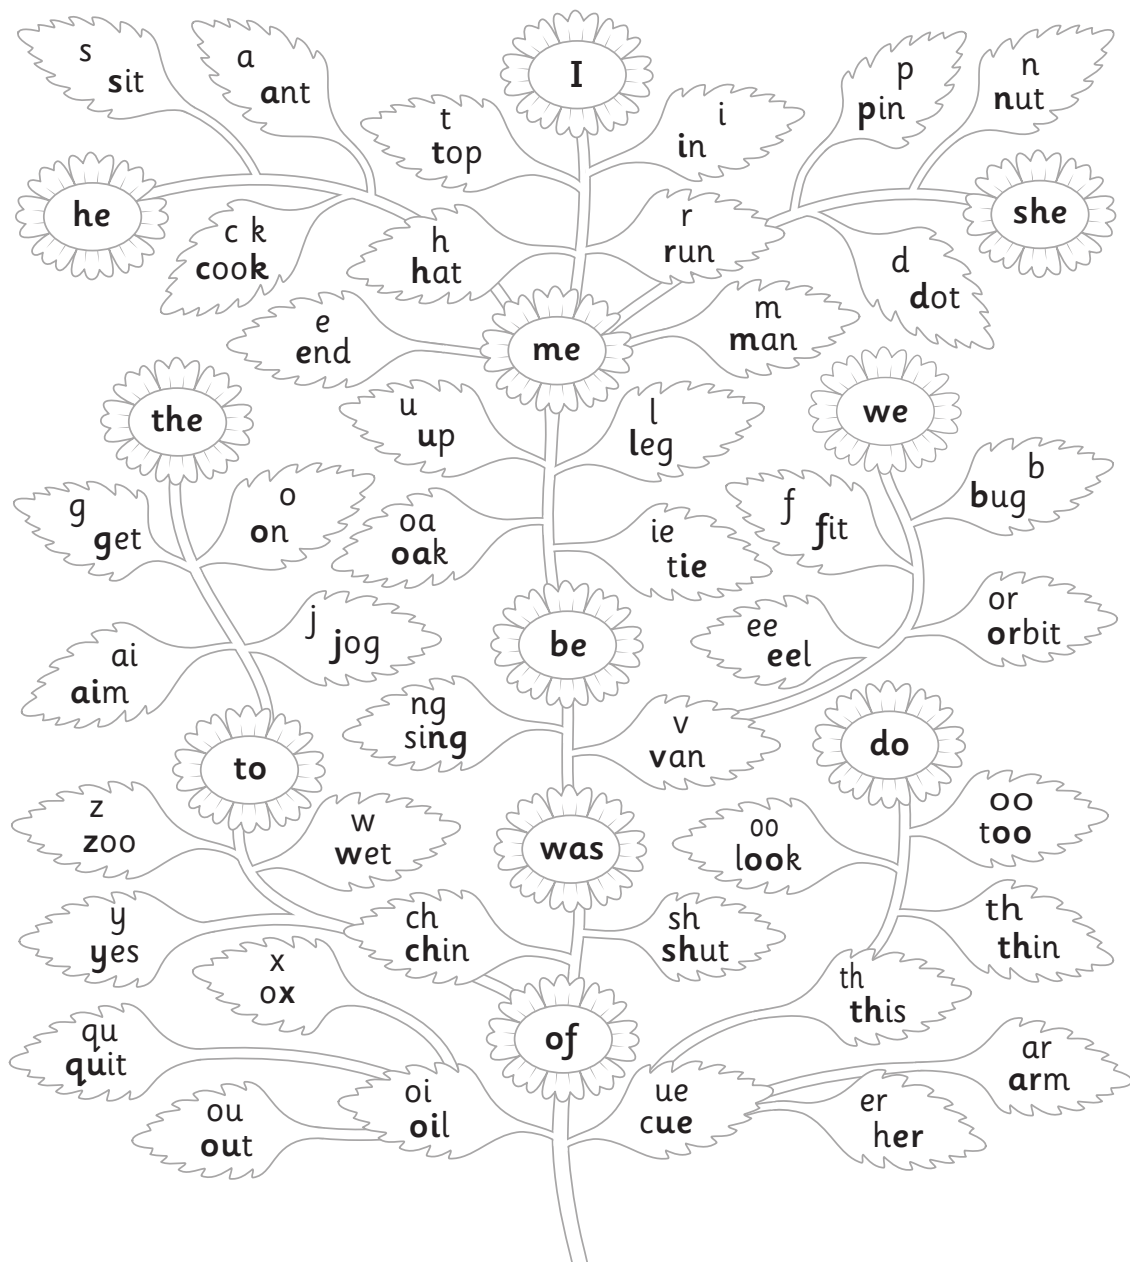 I
s
sit
a
ant
t
top
i
in
p
pin
n
nut
he
she
c k
cook
h
hat
r
run
d
dot
e
end
me
m
man
the
u
up
l
leg
we
g
get
o
on
oa
oak
ie
tie
f
fit
b
bug
ai
aim
j
jog
be
ee
eel
or
orbit
ng
sing
v
van
to
do
z
zoo
w
wet
was
oo
look
oo
too
y
yes
ch
chin
sh
shut
th
thin
x
ox
th
this
qu
quit
of
ar
arm
ou
out
oi
oil
ue
cue
er
her